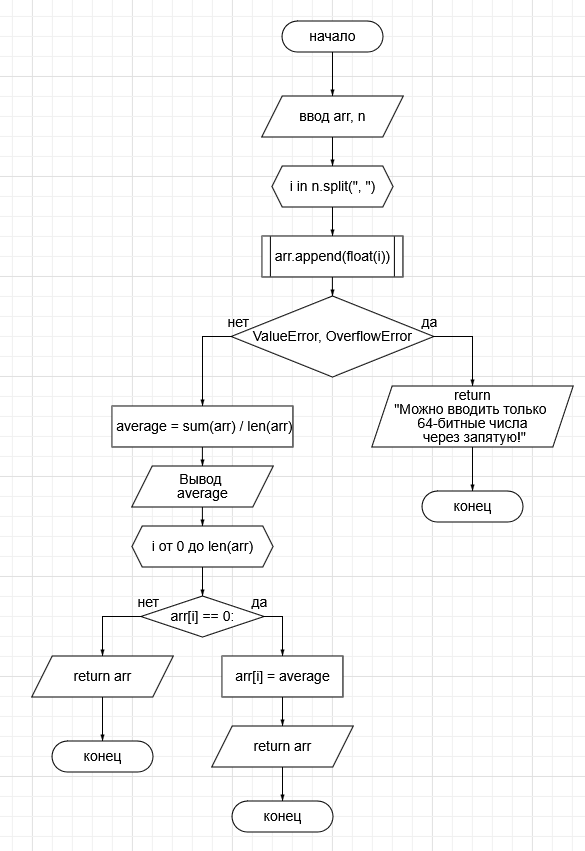 начало
ввод arr, n
i in n.split(", ")
arr.append(float(i))
нет
да
ValueError, OverflowError
return
"Можно вводить только
64-битные числа
через запятую!"
конец
average = sum(arr) / len(arr)
Вывод
average
i от 0 до len(arr)
нет
да
arr[i] == 0:
return arr
arr[i] = average
конец
return arr
конец